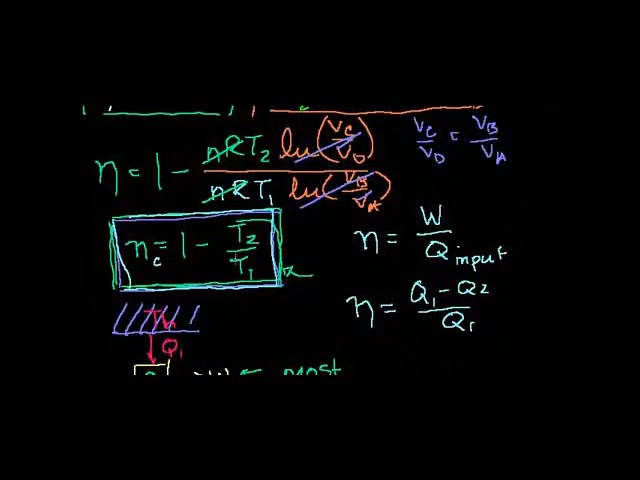 η = 1 - nRT₂ ln(V_C/V_D) / nRT₁ ln(V_B/V_A)
V_C/V_D = V_B/V_A
η_c = 1 - T₂/T₁
η = W/Q input
η = Q₁ - Q₂/Q₁
Q₁
most